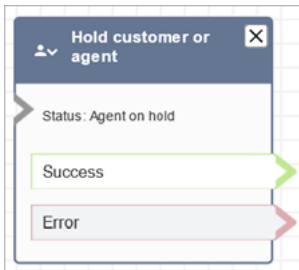 Hold customer or
agent
Status: Agent on hold
Success
Error